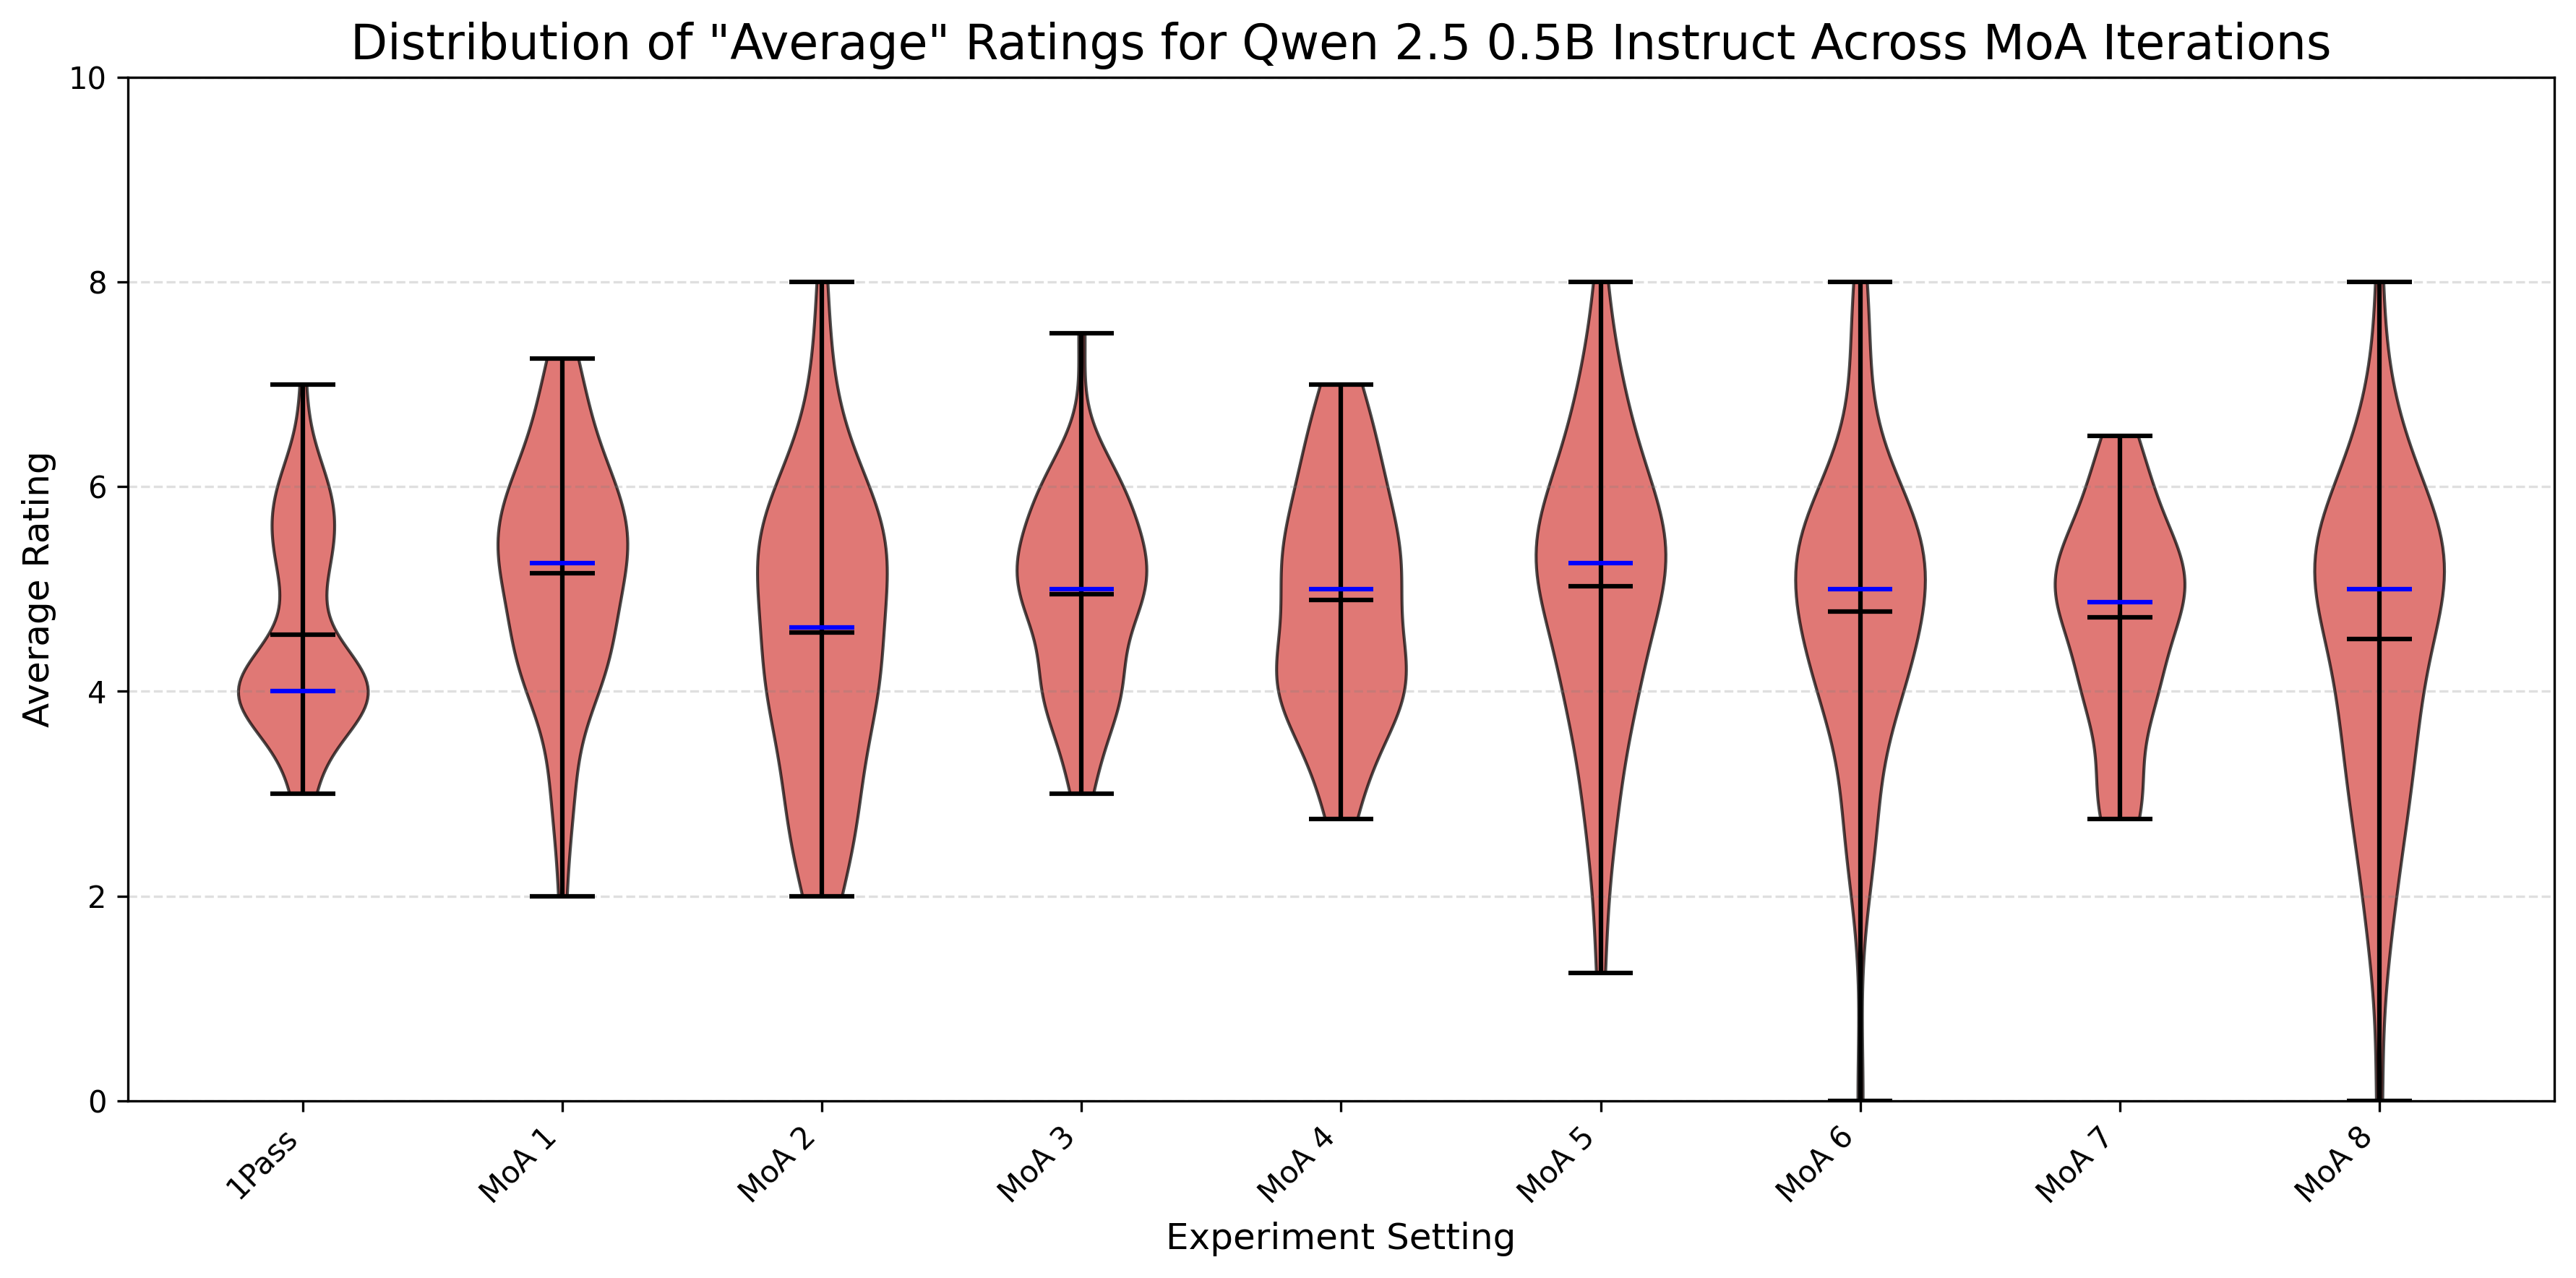 Distribution of "Average" Ratings for Qwen 2.5 0.5B Instruct Across MoA Iterations
Average Rating
10
8
6
4
2
0
1Pass
MoA 1
MoA 2
MoA 3
MoA 4
MoA 5
MoA 6
MoA 7
MoA 8
Experiment Setting